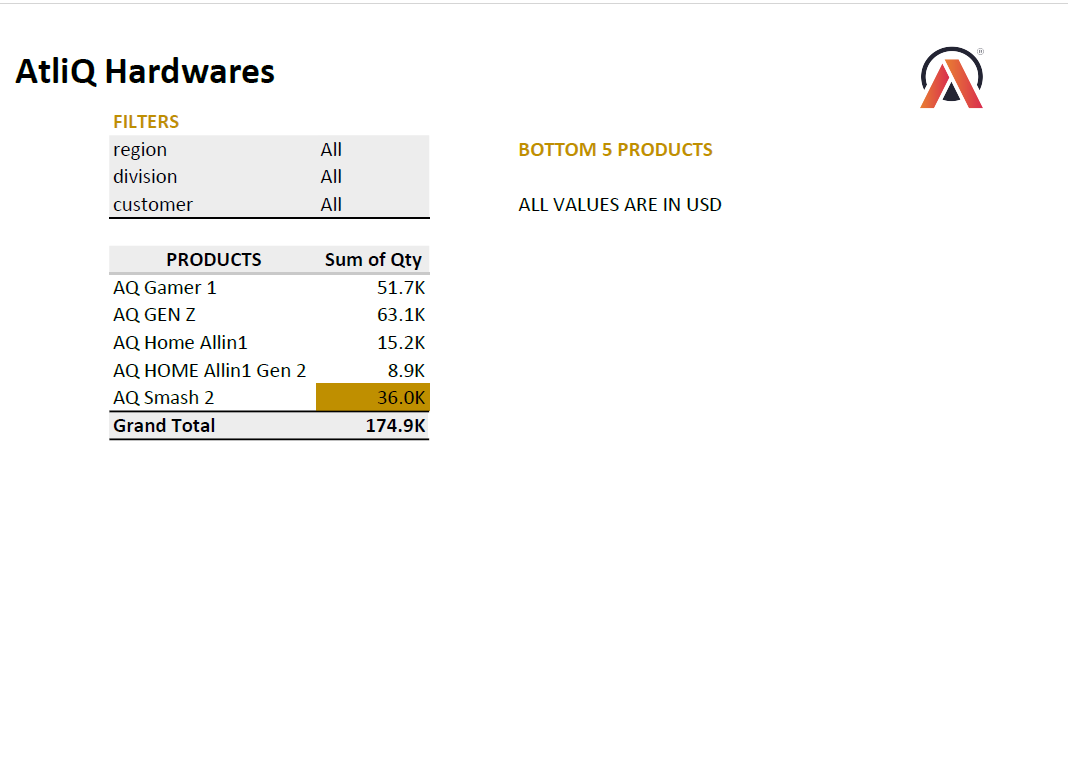 AtliQ Hardwares
FILTERS
region All
division All
customer All
BOTTOM 5 PRODUCTS
ALL VALUES ARE IN USD
PRODUCTS Sum of Qty
AQ Gamer 1 51.7K
AQ GEN Z 63.1K
AQ Home Allin1 15.2K
AQ HOME Allin1 Gen 2 8.9K
AQ Smash 2 36.0K
Grand Total 174.9K